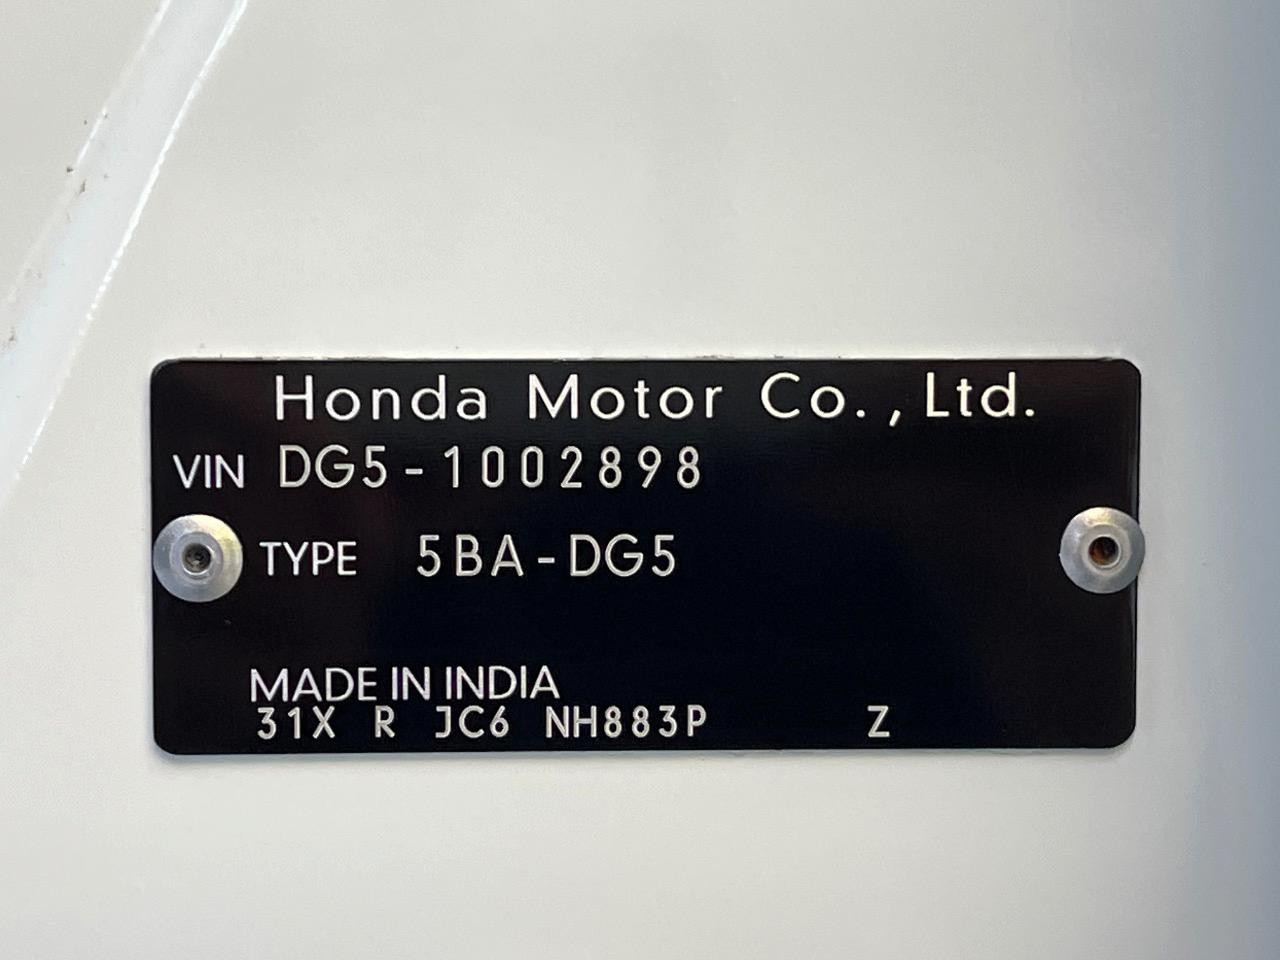 Honda Motor Co., Ltd.
VIN DG5-1002898
TYPE 5BA-DG5
MADE IN INDIA
31X R JC6 NH883P Z